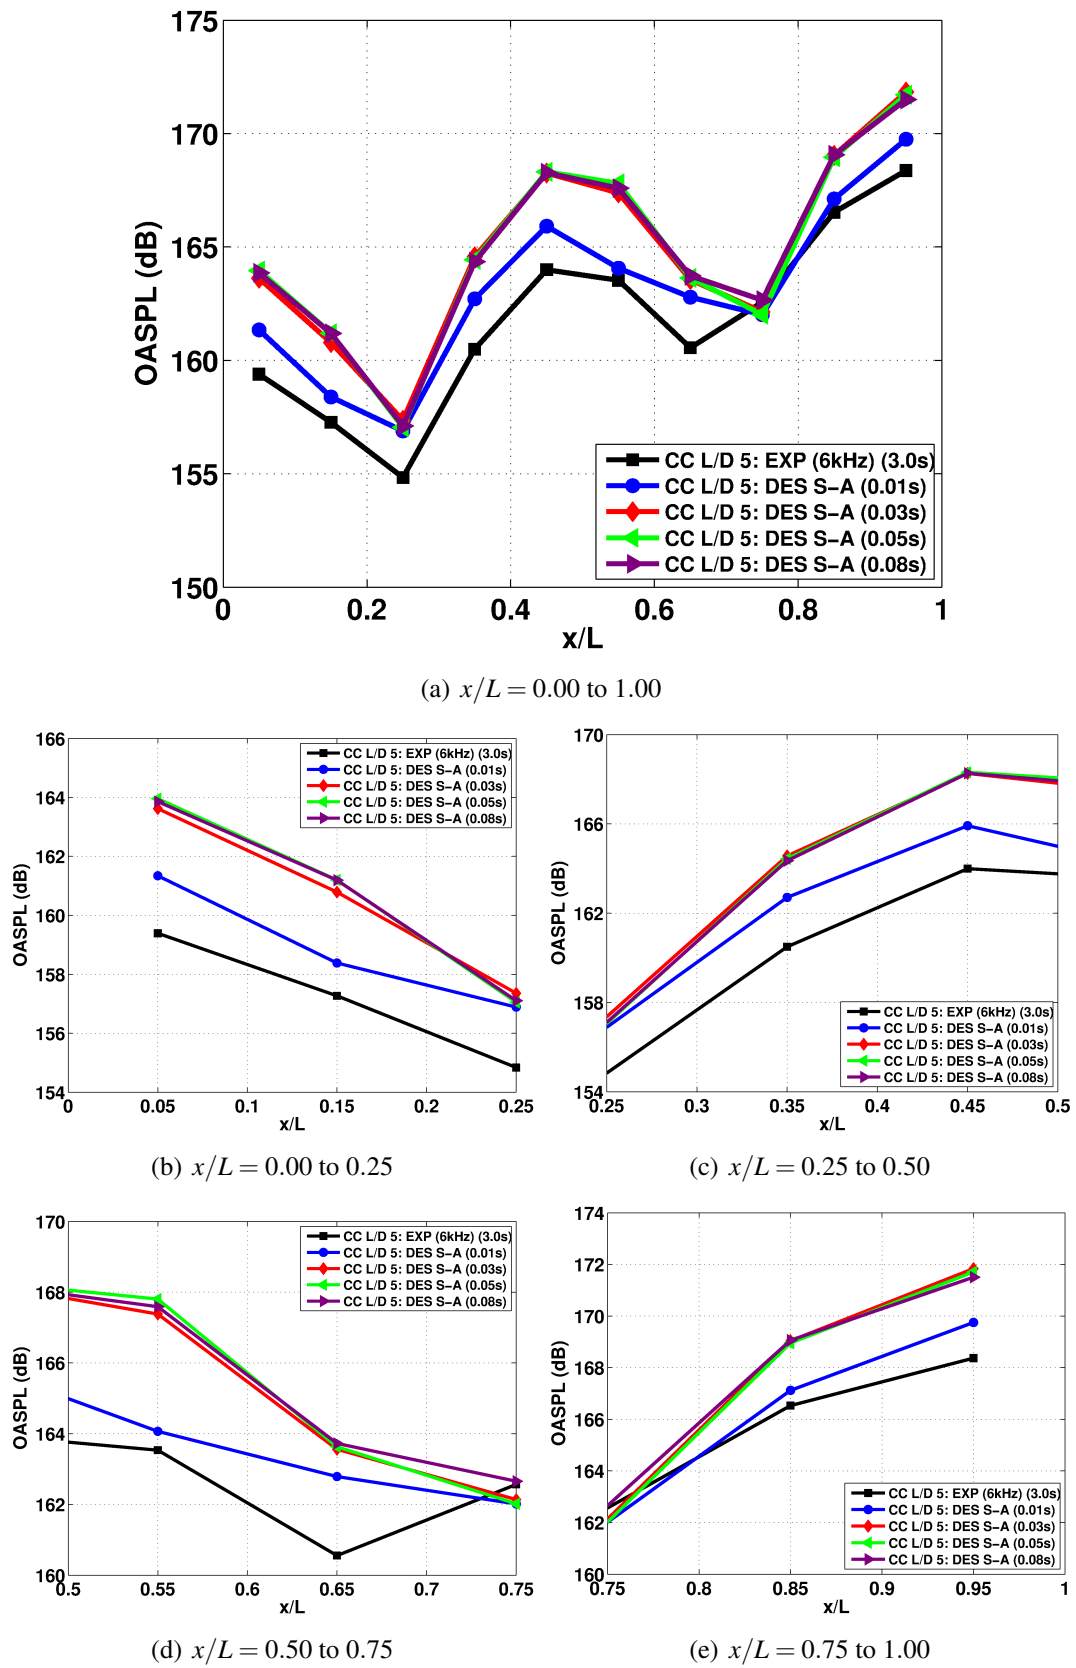 175
170
165
160
155
150
OASPL (dB)
CC L/D 5: EXP (6kHz) (3.0s)
CC L/D 5: DES S−A (0.01s)
CC L/D 5: DES S−A (0.03s)
CC L/D 5: DES S−A (0.05s)
CC L/D 5: DES S−A (0.08s)
0 0.2 0.4 0.6 0.8 1
x/L
(a) x/L = 0.00 to 1.00
166
164
162
160
158
156
154
OASPL (dB)
CC L/D 5: EXP (6kHz) (3.0s)
CC L/D 5: DES S−A (0.01s)
CC L/D 5: DES S−A (0.03s)
CC L/D 5: DES S−A (0.05s)
CC L/D 5: DES S−A (0.08s)
0 0.05 0.1 0.15 0.2 0.25
x/L
(b) x/L = 0.00 to 0.25
170
166
162
158
154
OASPL (dB)
CC L/D 5: EXP (6kHz) (3.0s)
CC L/D 5: DES S−A (0.01s)
CC L/D 5: DES S−A (0.03s)
CC L/D 5: DES S−A (0.05s)
CC L/D 5: DES S−A (0.08s)
0.25 0.3 0.35 0.4 0.45 0.5
x/L
(c) x/L = 0.25 to 0.50
170
168
166
164
162
160
OASPL (dB)
CC L/D 5: EXP (6kHz) (3.0s)
CC L/D 5: DES S−A (0.01s)
CC L/D 5: DES S−A (0.03s)
CC L/D 5: DES S−A (0.05s)
CC L/D 5: DES S−A (0.08s)
0.5 0.55 0.6 0.65 0.7 0.75
x/L
(d) x/L = 0.50 to 0.75
174
172
170
168
166
164
162
160
OASPL (dB)
CC L/D 5: EXP (6kHz) (3.0s)
CC L/D 5: DES S−A (0.01s)
CC L/D 5: DES S−A (0.03s)
CC L/D 5: DES S−A (0.05s)
CC L/D 5: DES S−A (0.08s)
0.75 0.8 0.85 0.9 0.95 1
x/L
(e) x/L = 0.75 to 1.00